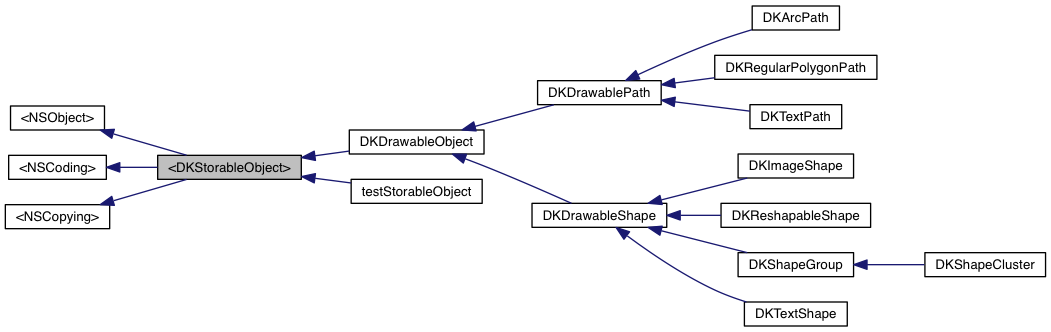 DKArcPath
DKRegularPolygonPath
DKDrawablePath
<NSObject>
DKTextPath
DKDrawableObject
<NSCoding>
<DKStorableObject>
DKImageShape
testStorableObject
<NSCopying>
DKDrawableShape
DKReshapableShape
DKShapeGroup
DKShapeCluster
DKTextShape